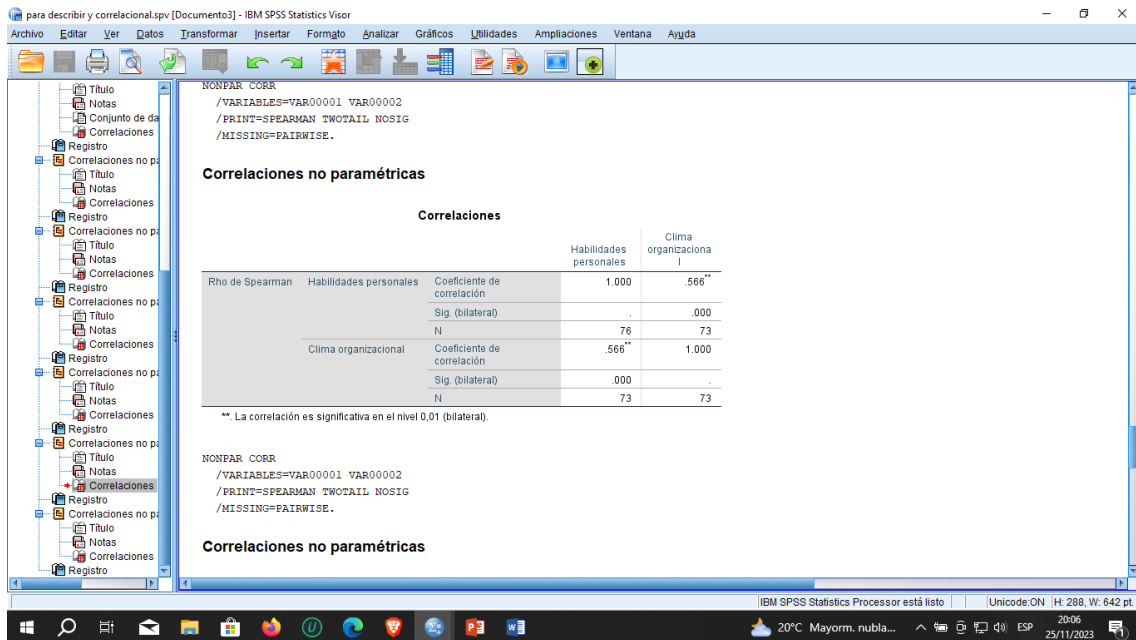 para describir y correlacional.spv [Documento3] - IBM SPSS Statistics Visor
Archivo Editar Ver Datos Transformar Insertar Formato Analizar Gráficos Utilidades Ampliaciones Ventana Ayuda
Título
Notas
Conjunto de da
Correlaciones
Registro
Correlaciones no pa
Título
Notas
Correlaciones
Registro
Correlaciones no pa
Título
Notas
Correlaciones
Registro
Correlaciones no pa
Título
Notas
Correlaciones
Registro
Correlaciones no pa
Título
Notas
Correlaciones
Registro
Correlaciones no pa
Título
Notas
Correlaciones
Registro
Correlaciones no pa
Título
Notas
Correlaciones
Registro
NONPAR CORR
/VARIABLES=VAR00001 VAR00002
/PRINT=SPEARMAN TWOTAIL NOSIG
/MISSING=PAIRWISE.
Correlaciones no paramétricas
Correlaciones
Habilidades personales
Clima organizaciona l
Rho de Spearman Habilidades personales Coeficiente de correlación 1.000 .566**
Sig. (bilateral) . .000
N 76 73
Clima organizacional Coeficiente de correlación .566** 1.000
Sig. (bilateral) .000 .
N 73 73
**. La correlación es significativa en el nivel 0,01 (bilateral).
NONPAR CORR
/VARIABLES=VAR00001 VAR00002
/PRINT=SPEARMAN TWOTAIL NOSIG
/MISSING=PAIRWISE.
Correlaciones no paramétricas
IBM SPSS Statistics Processor está listo Unicode:ON H: 288, W: 642 pt.
20°C Mayorm. nubla... ESP 20:06
25/11/2023